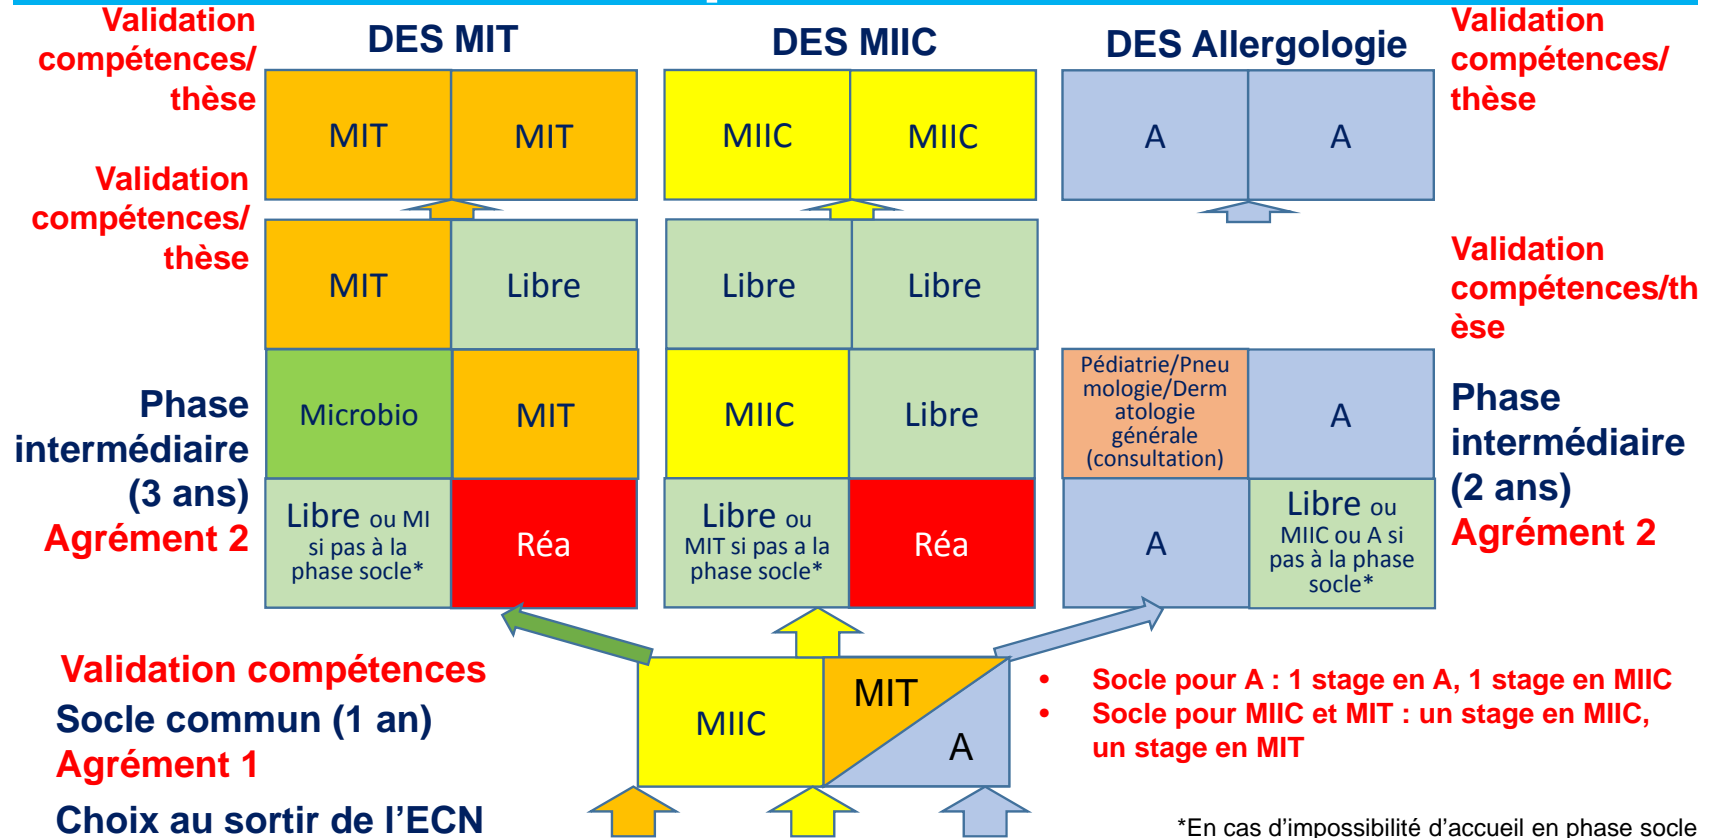 Validation
compétences/
thèse
DES MIT
DES MIIC
DES Allergologie
Validation
compétences/
thèse
MIT
MIT
MIIC
MIIC
A
A
Validation
compétences/
thèse
MIT
Libre
Libre
Libre
Validation
compétences/th
èse
Phase
intermédiaire
(3 ans)
Agrément 2
Microbio
MIT
MIIC
Libre
Pédiatrie/Pneu
mologie/Derm
atologie
générale
(consultation)
A
Phase
intermédiaire
(2 ans)
Agrément 2
Libre ou MI
si pas à la
phase socle*
Réa
Libre ou
MIT si pas a la
phase socle*
Réa
A
Libre ou
MIIC ou A si
pas à la phase
socle*
Validation compétences
Socle commun (1 an)
Agrément 1
Choix au sortir de l'ECN
MIIC
MIT
A
• Socle pour A : 1 stage en A, 1 stage en MIIC
• Socle pour MIIC et MIT : un stage en MIIC,
un stage en MIT
*En cas d'impossibilité d'accueil en phase socle